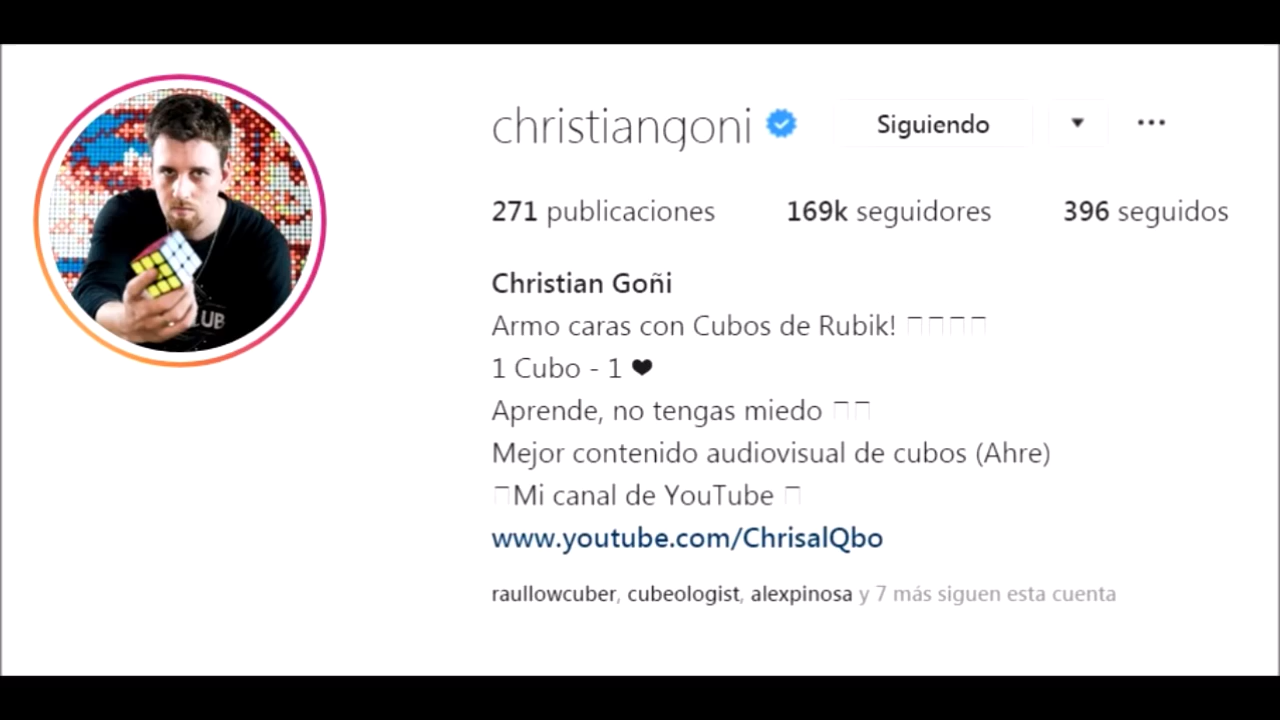 christiangoni
Siguiendo
271 publicaciones 169k seguidores 396 seguidos
Christian Goñi
Armo caras con Cubos de Rubik!
1 Cubo - 1 ❤
Aprende, no tengas miedo
Mejor contenido audiovisual de cubos (Ahre)
Mi canal de YouTube
www.youtube.com/ChrisalQbo
raullowcuber, cubeologist, alexpinosa y 7 más siguen esta cuenta
LUB